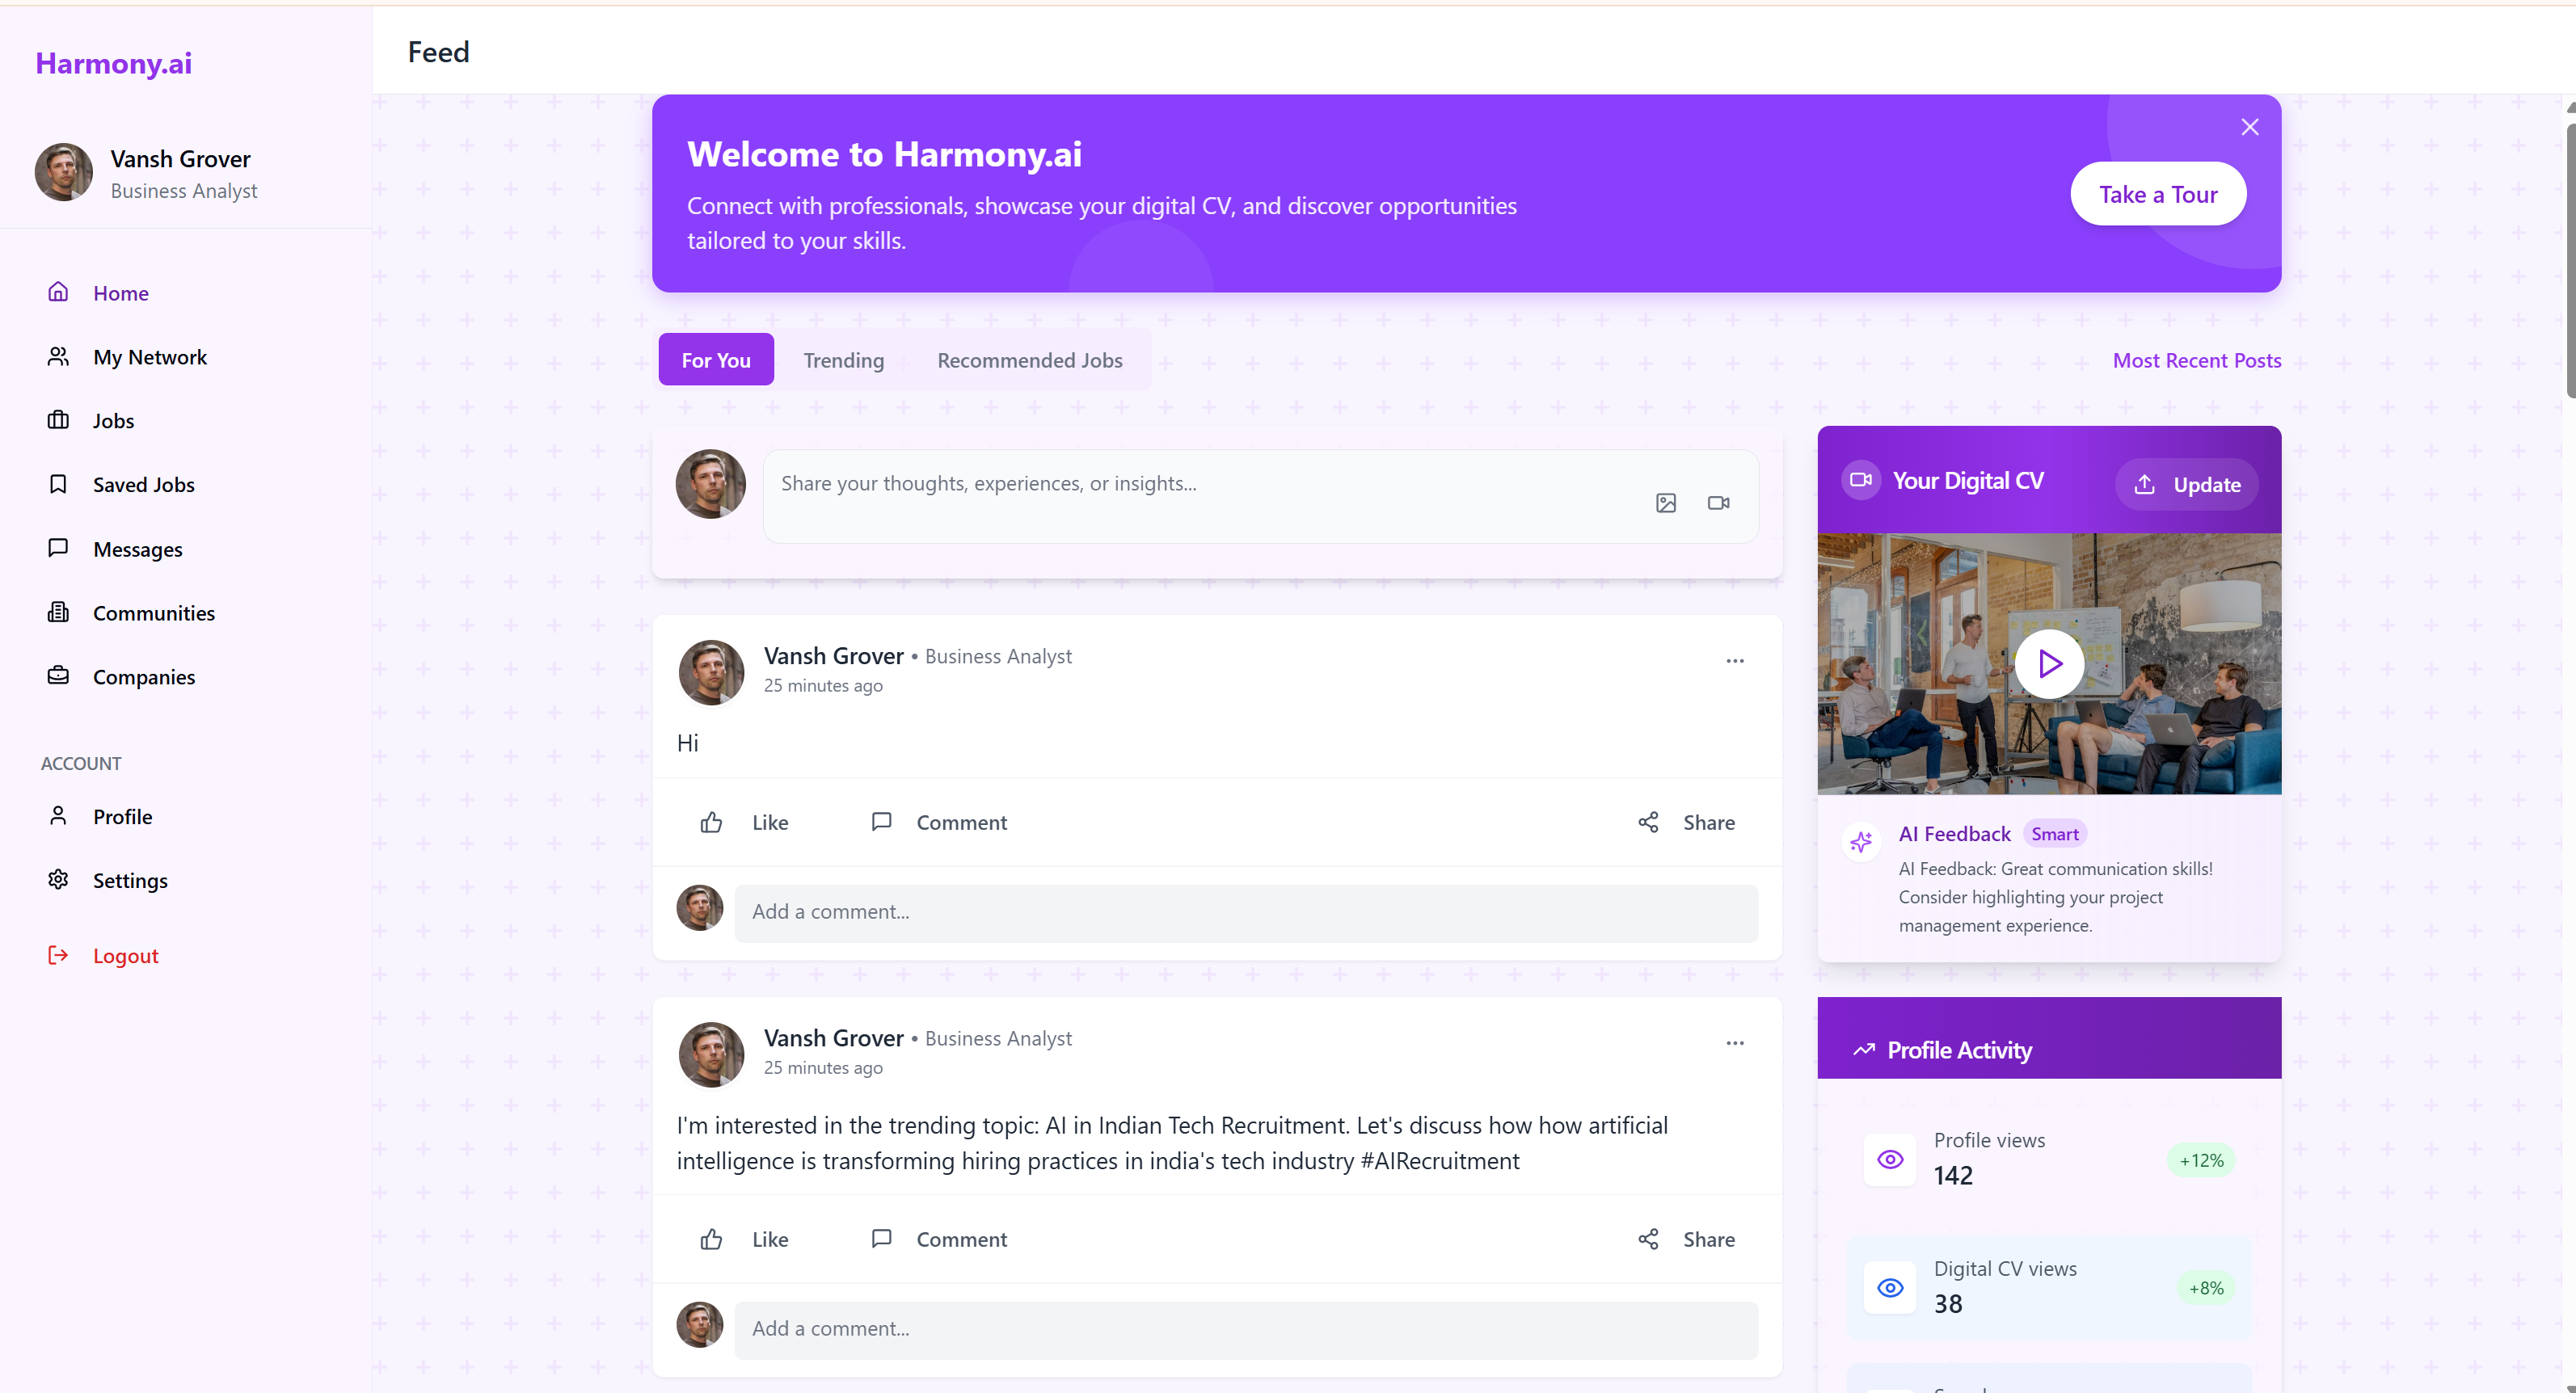 Harmony.ai
Vansh Grover
Business Analyst
Home
My Network
Jobs
Saved Jobs
Messages
Communities
Companies
ACCOUNT
Profile
Settings
Logout
Feed
Welcome to Harmony.ai
Connect with professionals, showcase your digital CV, and discover opportunities
tailored to your skills.
Take a Tour
For You
Trending
Recommended Jobs
Most Recent Posts
Share your thoughts, experiences, or insights...
Vansh Grover • Business Analyst
25 minutes ago
Hi
Like
Comment
Share
Add a comment...
Vansh Grover • Business Analyst
25 minutes ago
I'm interested in the trending topic: AI in Indian Tech Recruitment. Let's discuss how how artificial
intelligence is transforming hiring practices in india's tech industry #AIRecruitment
Like
Comment
Share
Add a comment...
Your Digital CV
Update
AI Feedback
Smart
AI Feedback: Great communication skills!
Consider highlighting your project
management experience.
Profile Activity
Profile views
142
+12%
Digital CV views
38
+8%